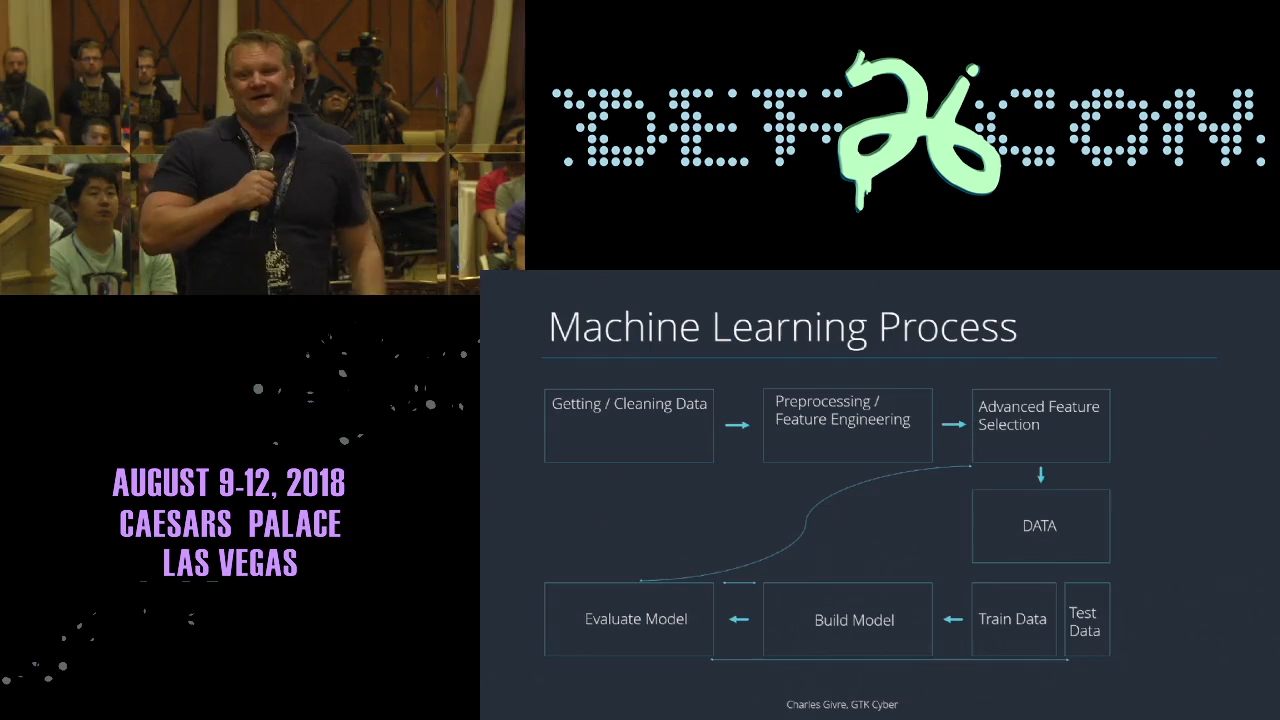 DEF 26 CON
AUGUST 9-12, 2018
CAESARS PALACE
LAS VEGAS
Machine Learning Process
Getting / Cleaning Data
Preprocessing /
Feature Engineering
Advanced Feature
Selection
DATA
Evaluate Model
Build Model
Train Data
Test
Data
Charles Givre, GTK Cyber